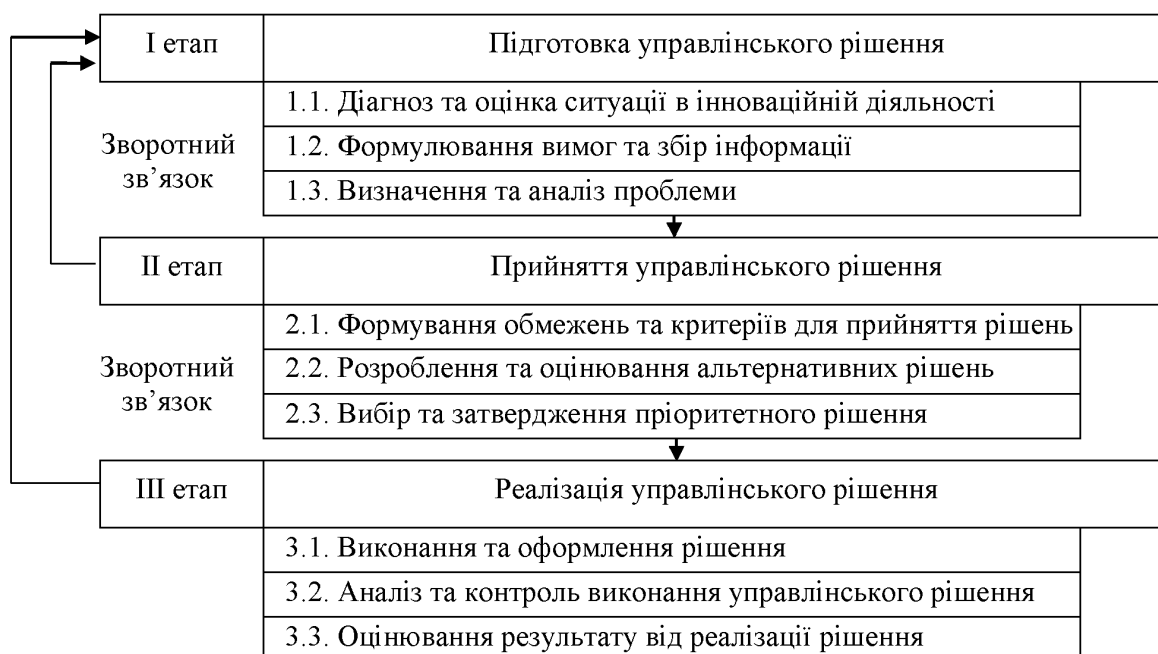 І етап
Підготовка управлінського рішення
1.1. Діагноз та оцінка ситуації в інноваційній діяльності
Зворотний
зв’язок
1.2. Формулювання вимог та збір інформації
1.3. Визначення та аналіз проблеми
ІІ етап
Прийняття управлінського рішення
2.1. Формування обмежень та критеріїв для прийняття рішень
Зворотний
зв’язок
2.2. Розроблення та оцінювання альтернативних рішень
2.3. Вибір та затвердження пріоритетного рішення
ІІІ етап
Реалізація управлінського рішення
3.1. Виконання та оформлення рішення
3.2. Аналіз та контроль виконання управлінського рішення
3.3. Оцінювання результату від реалізації рішення